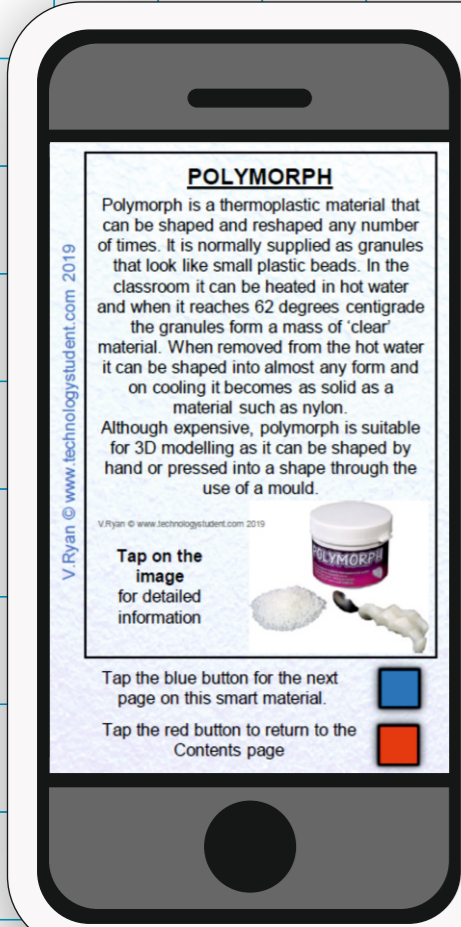 POLYMORPH
Polymorph is a thermoplastic material that
can be shaped and reshaped any number
of times. It is normally supplied as granules
that look like small plastic beads. In the
classroom it can be heated in hot water
and when it reaches 62 degrees centigrade
the granules form a mass of ‘clear’
material. When removed from the hot water
it can be shaped into almost any form and
on cooling it becomes as solid as a
material such as nylon.
Although expensive, polymorph is suitable
for 3D modelling as it can be shaped by
hand or pressed into a shape through the
use of a mould.
V.Ryan © www.technologystudent.com 2019
V.Ryan © www.technologystudent.com 2019
POLYMORPH
Tap on the
image
for detailed
information
Tap the blue button for the next
page on this smart material.
Tap the red button to return to the
Contents page